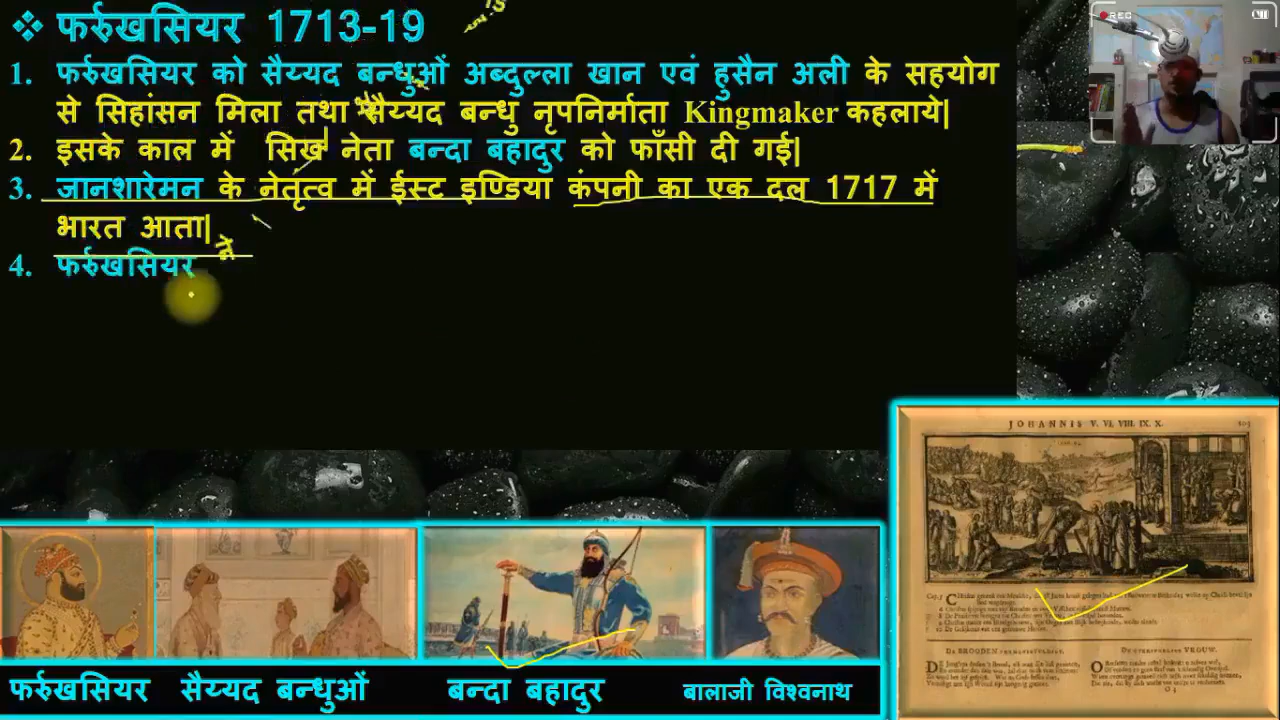 ❖ फर्रुखसियर 1713-19
REC
1. फर्रुखसियर को सैय्यद बन्धुओं अब्दुल्ला खान एवं हुसैन अली के सहयोग
से सिहांसन मिला तथा सैय्यद बन्धु नृपनिर्माता Kingmaker कहलाये|
2. इसके काल में सिख नेता बन्दा बहादुर को फाँसी दी गई|
3. जानशारेमन के नेतृत्व में ईस्ट इण्डिया कंपनी का एक दल 1717 में
भारत आता|
4. फर्रुखसियर ने
JOHANNIS V. VI. VIII. IX. X.
फर्रुखसियर सैय्यद बन्धुओं बन्दा बहादुर बालाजी विश्वनाथ